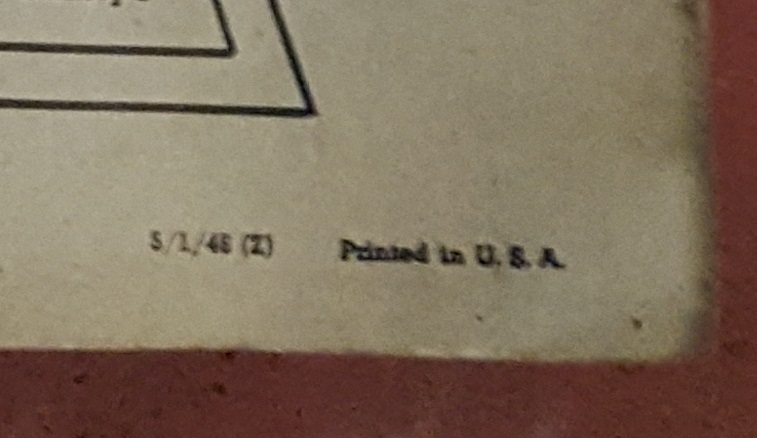 5/1/48 (2) Printed in U. S. A.